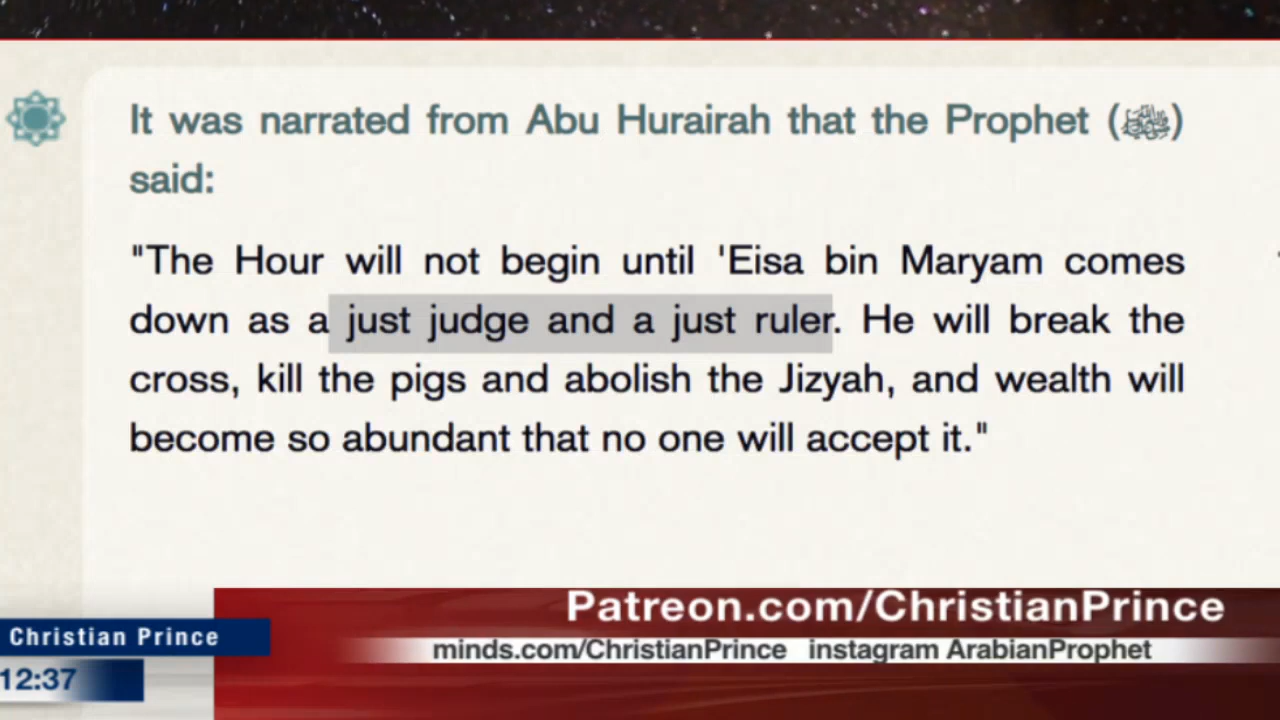 It was narrated from Abu Hurairah that the Prophet (ﷺ)
said:
"The Hour will not begin until 'Eisa bin Maryam comes
down as a just judge and a just ruler. He will break the
cross, kill the pigs and abolish the Jizyah, and wealth will
become so abundant that no one will accept it."
Patreon.com/ChristianPrince
Christian Prince
minds.com/ChristianPrince instagram ArabianProphet
12:37